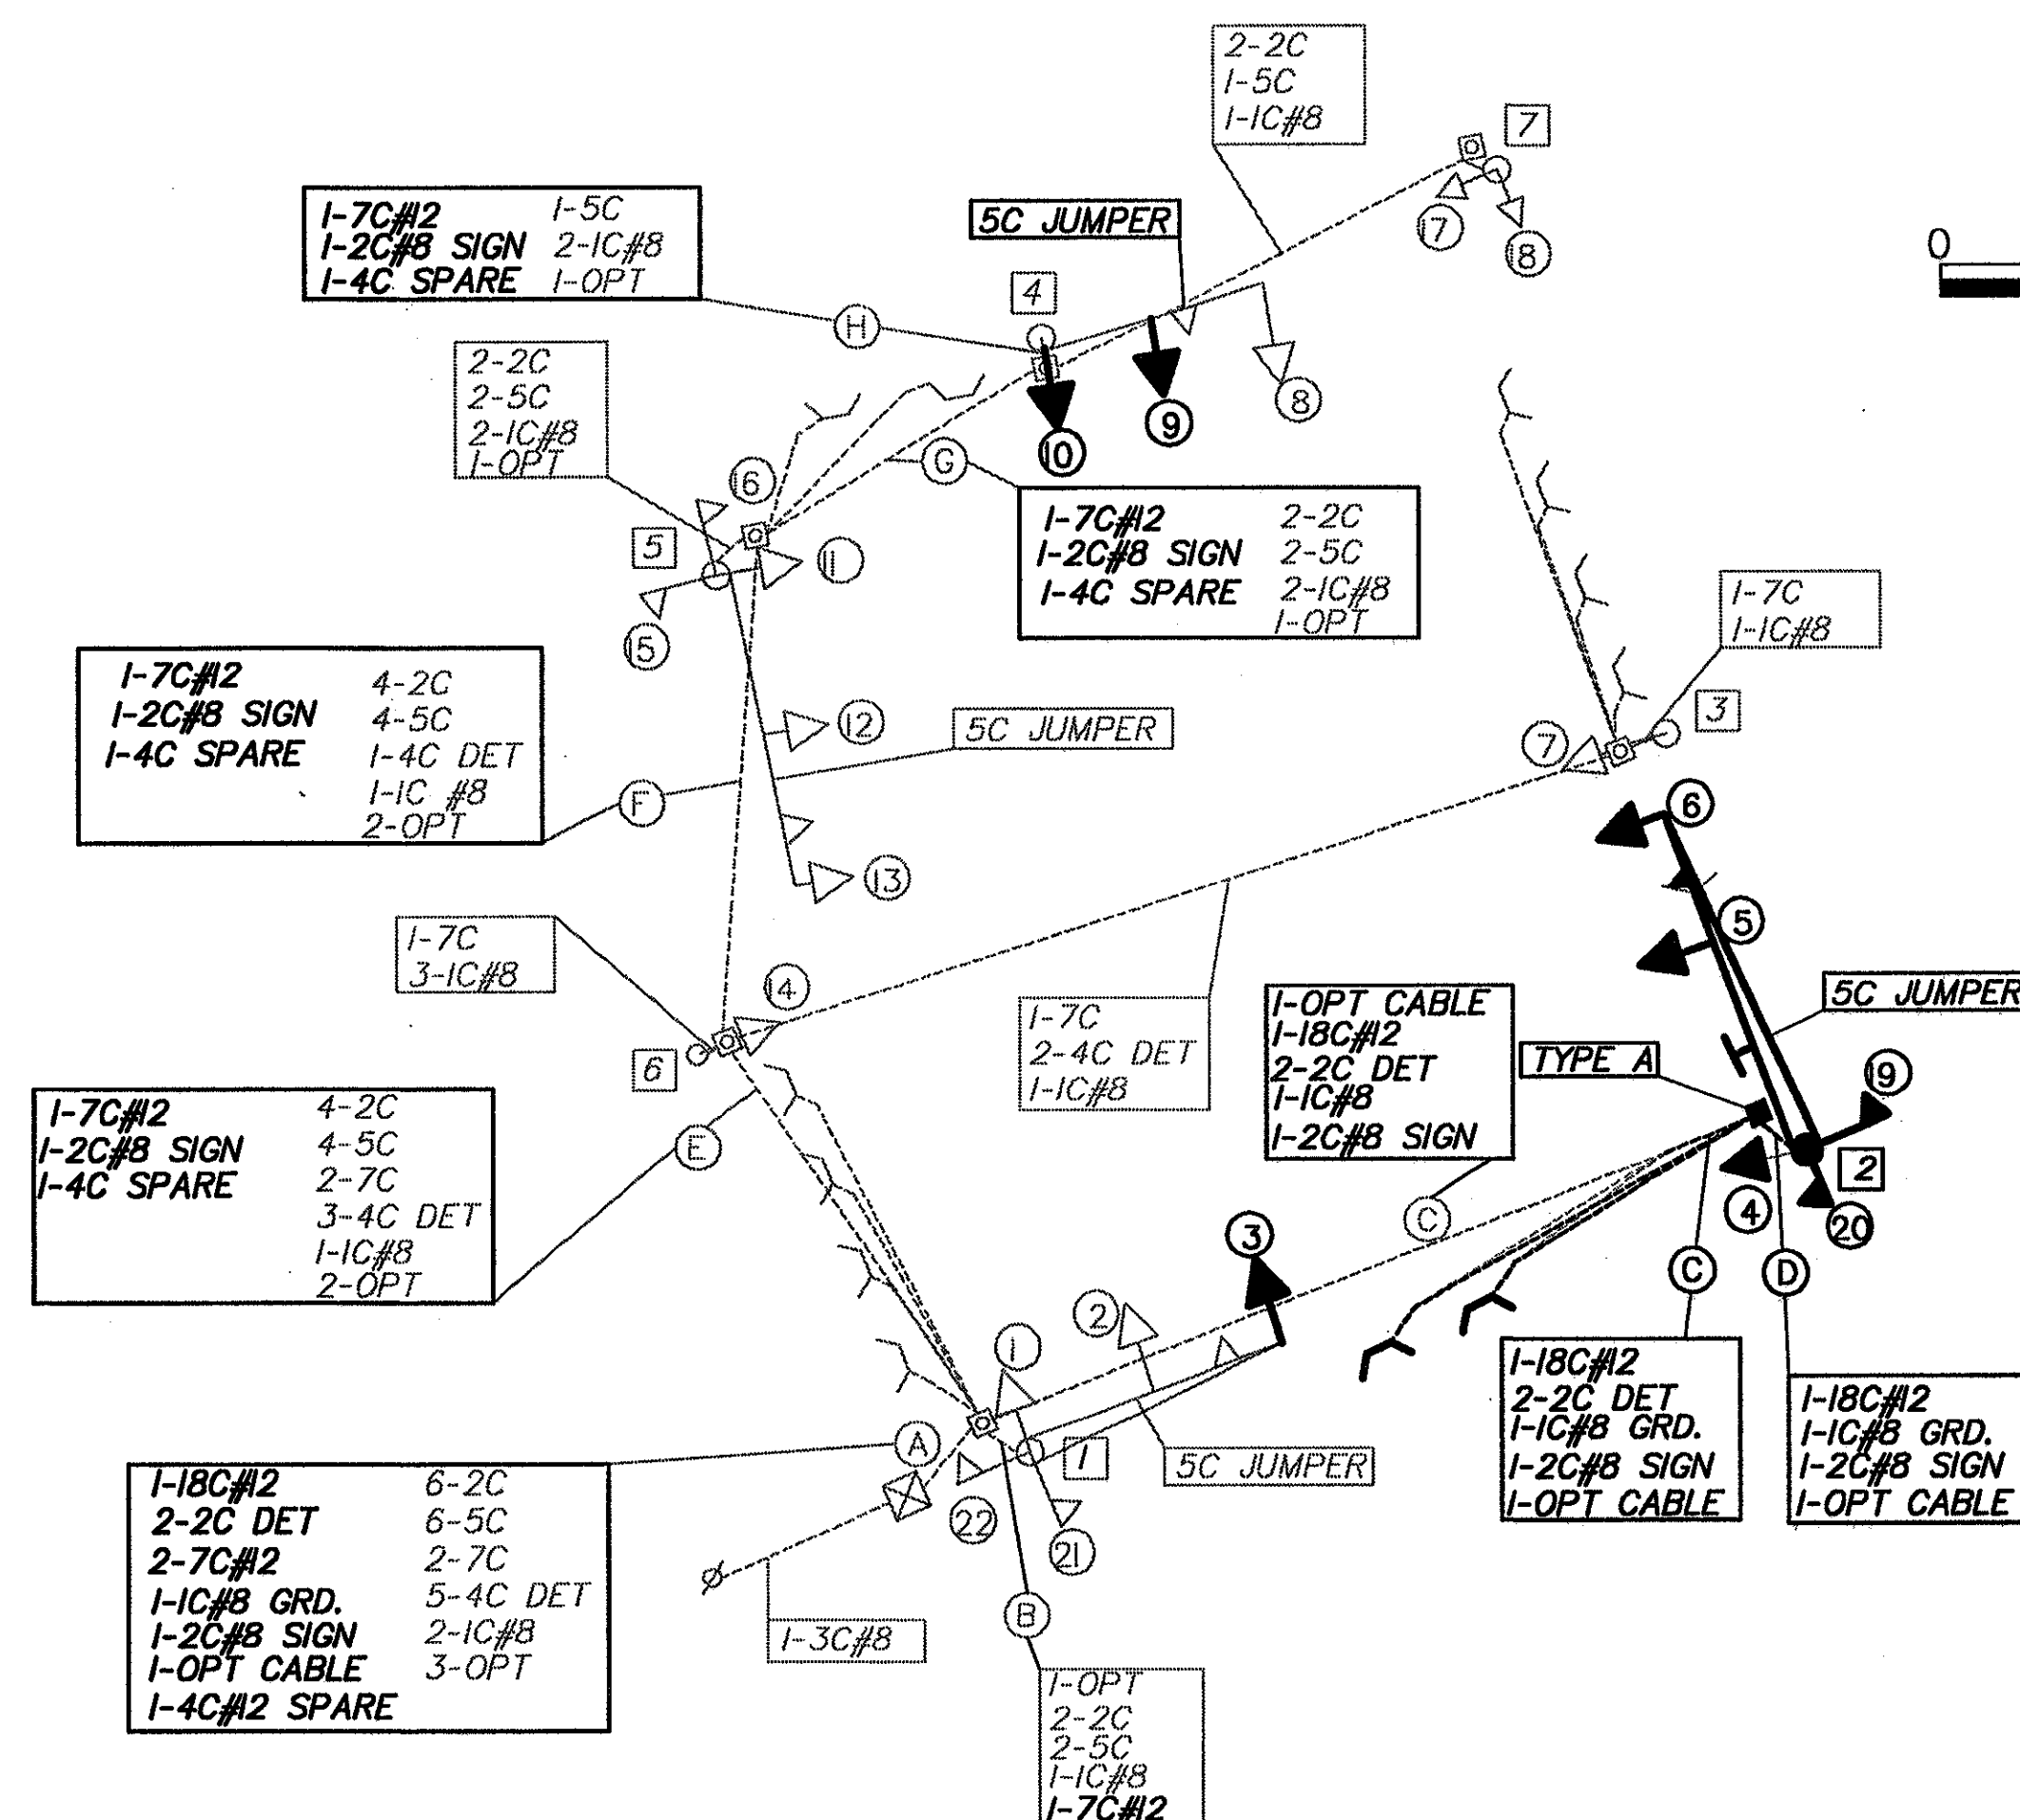 2-2C
1-5C
1-1C#8
7
17
18
0
1-7C#12 1-5C
1-2C#8 SIGN 2-1C#8
1-4C SPARE 1-OPT
5C JUMPER
4
H
8
9
10
2-2C
2-5C
2-1C#8
1-OPT
16
G
5
11
15
1-7C#12 2-2C
1-2C#8 SIGN 2-5C
1-4C SPARE 2-1C#8
1-OPT
1-7C
1-1C#8
3
7
1-7C#12 4-2C
1-2C#8 SIGN 4-5C
1-4C SPARE 1-4C DET
1-1C #8
2-OPT
12
5C JUMPER
F
13
6
5
1-7C
3-1C#8
14
6
1-7C
2-4C DET
1-1C#8
1-OPT CABLE
1-18C#12
2-2C DET
1-1C#8
1-2C#8 SIGN
5C JUMPER
TYPE A
19
2
4
20
1-7C#12 4-2C
1-2C#8 SIGN 4-5C
1-4C SPARE 2-7C
3-4C DET
1-1C#8
2-OPT
E
C
3
2
1
C
D
1-18C#12
2-2C DET
1-1C#8 GRD.
1-2C#8 SIGN
1-OPT CABLE
1-18C#12
1-1C#8 GRD.
1-2C#8 SIGN
1-OPT CABLE
A
1
5C JUMPER
22
21
1-18C#12 6-2C
2-2C DET 6-5C
2-7C#12 2-7C
1-1C#8 GRD. 5-4C DET
1-2C#8 SIGN 2-1C#8
1-OPT CABLE 3-OPT
1-4C#12 SPARE
1-3C#8
B
1-OPT
2-2C
2-5C
1-1C#8
1-7C#12